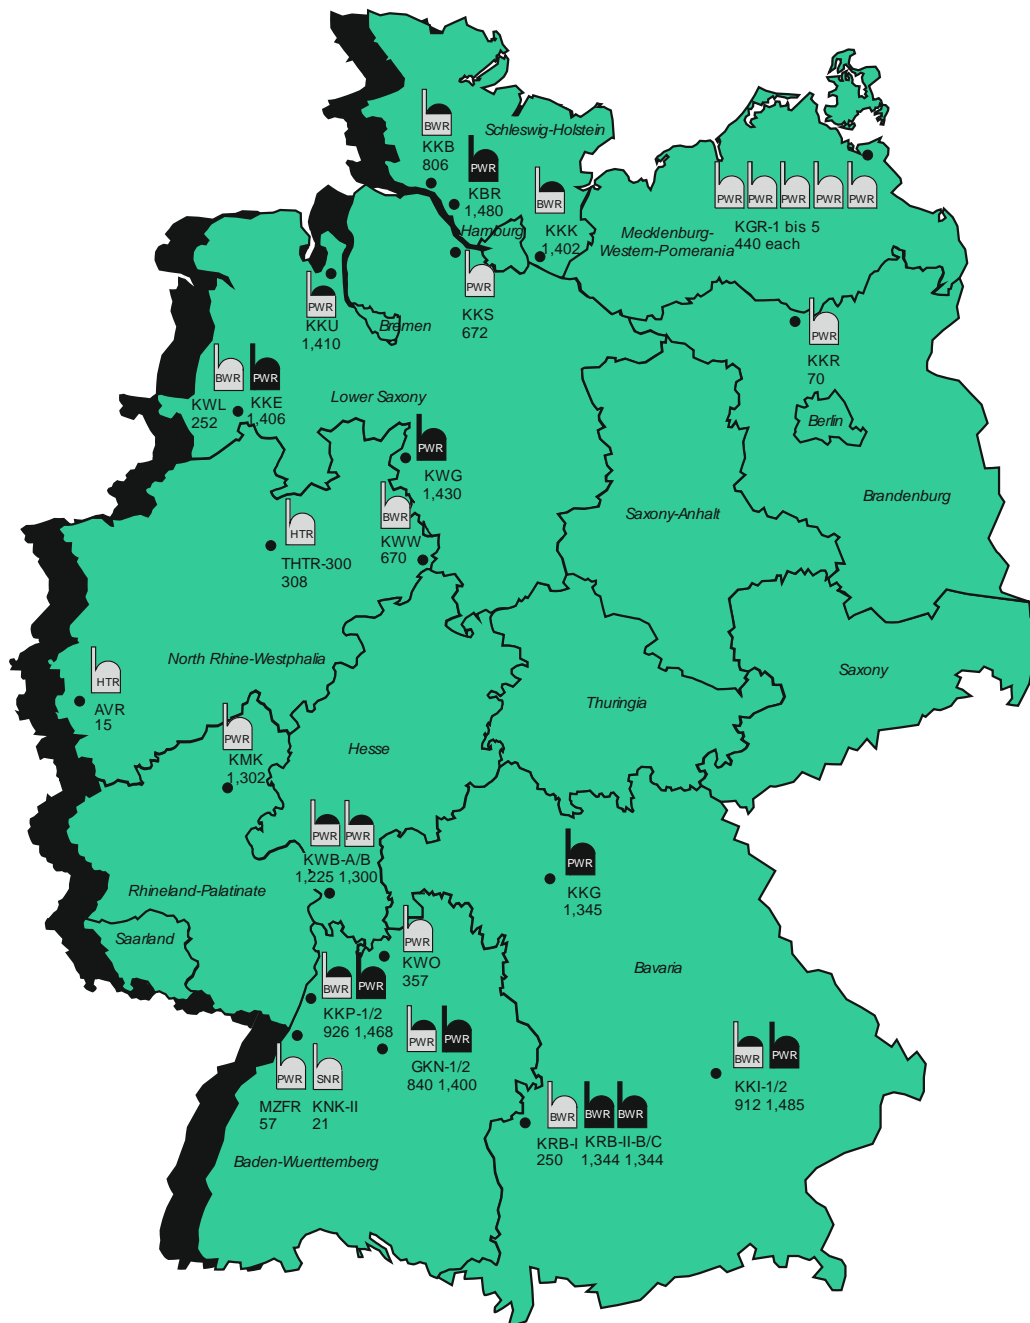 BWR
Schleswig-Holstein
KKB
806
PWR
KBR
1,480
BWR
KKK
1,402
Hamburg
PWR PWR PWR PWR PWR
KGR-1 bis 5
440 each
Mecklenburg-
Western-Pomerania
PWR
KKS
672
PWR
KKU
1,410
Bremen
PWR
KKR
70
Berlin
BWR PWR
KWL KKE
252 1,406
Lower Saxony
PWR
KWG
1,430
Brandenburg
Saxony-Anhalt
BWR
KWW
670
HTR
THTR-300
308
North Rhine-Westphalia
HTR
AVR
15
Saxony
Thuringia
PWR
KMK
1,302
Hesse
PWR PWR
KWB-A/B
1,225 1,300
PWR
KKG
1,345
Rhineland-Palatinate
Saarland
PWR
KWO
357
Bavaria
BWR PWR
KKP-1/2
926 1,468
PWR PWR
GKN-1/2
840 1,400
BWR PWR
KKI-1/2
912 1,485
PWR SNR
MZFR KNK-II
57 21
BWR BWR BWR
KRB-I KRB-II-B/C
250 1,344 1,344
Baden-Wuerttemberg